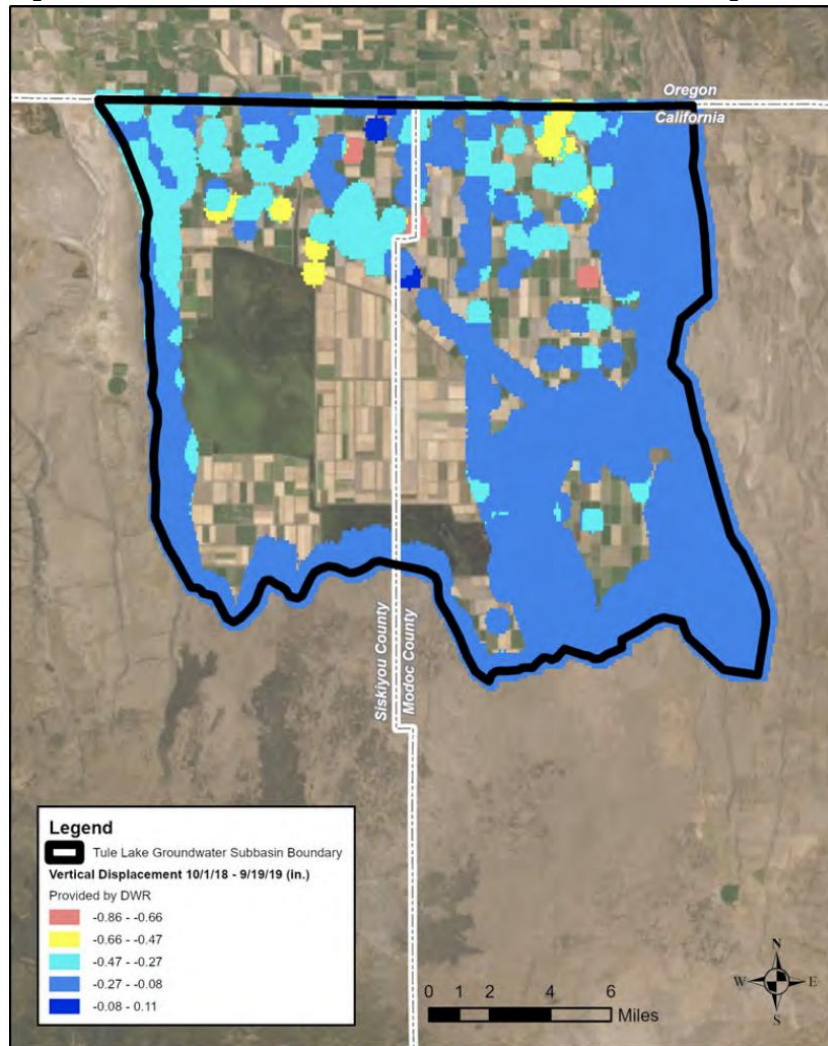 Oregon
California
Siskiyou County
Modoc County
Legend
Tule Lake Groundwater Subbasin Boundary
Vertical Displacement 10/1/18 - 9/19/19 (in.)
Provided by DWR
-0.86 - -0.66
-0.66 - -0.47
-0.47 - -0.27
-0.27 - -0.08
-0.08 - 0.11
0 1 2 4 6
Miles
N
W E
S